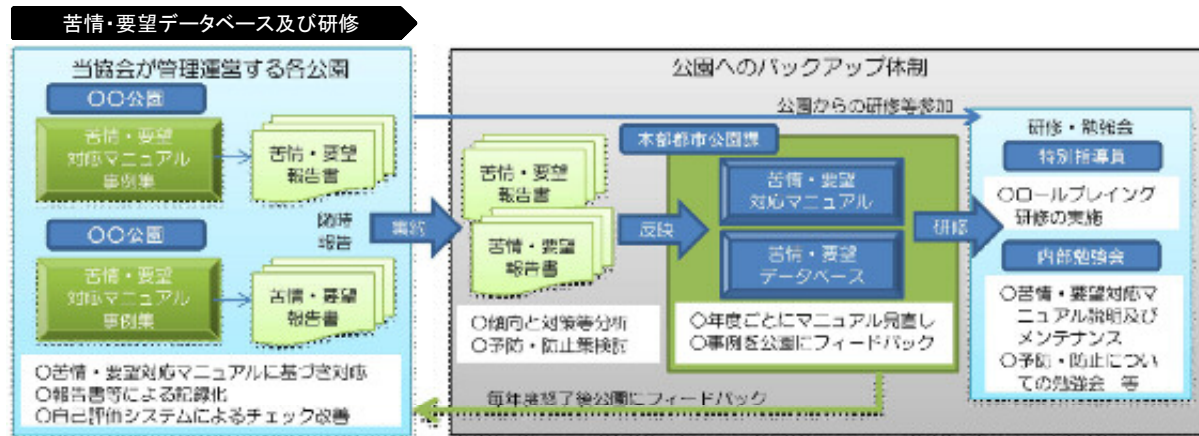 苦情・要望データベース及び研修
当協会が管理運営する各公園
〇〇公園
苦情・要望
対応マニュアル
事例集
苦情・要望
報告書
〇〇公園
苦情・要望
対応マニュアル
事例集
苦情・要望
報告書
随時
報告
集約
〇苦情・要望対応マニュアルに基づき対応
〇報告書等による記録化
〇自己評価システムによるチェック改善
公園へのバックアップ体制
公園からの研修等参加
苦情・要望
報告書
苦情・要望
報告書
〇傾向と対策等分析
〇予防・防止策検討
反映
本部都市公園課
苦情・要望
対応マニュアル
苦情・要望
データベース
〇年度ごとにマニュアル見直し
〇事例を公園にフィードバック
毎年度終了後公園にフィードバック
研修
研修・勉強会
特別指導員
〇ロールプレイング
研修の実施
内部勉強会
〇苦情・要望対応マ
ニュアル説明及び
メンテナンス
〇予防・防止につい
ての勉強会 等